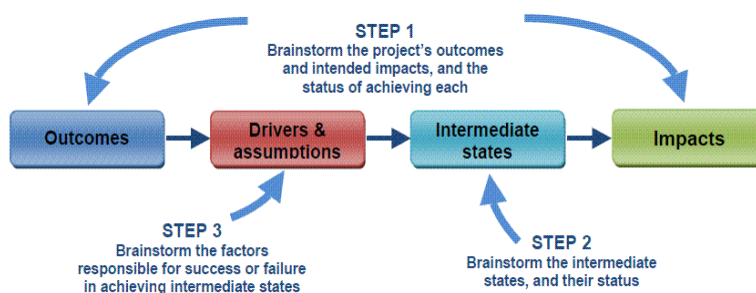 STEP 1
Brainstorm the project's outcomes
and intended impacts, and the
status of achieving each
Outcomes
Drivers &
assumptions
Intermediate
states
Impacts
STEP 3
Brainstorm the factors
responsible for success or failure
in achieving intermediate states
STEP 2
Brainstorm the intermediate
states, and their status